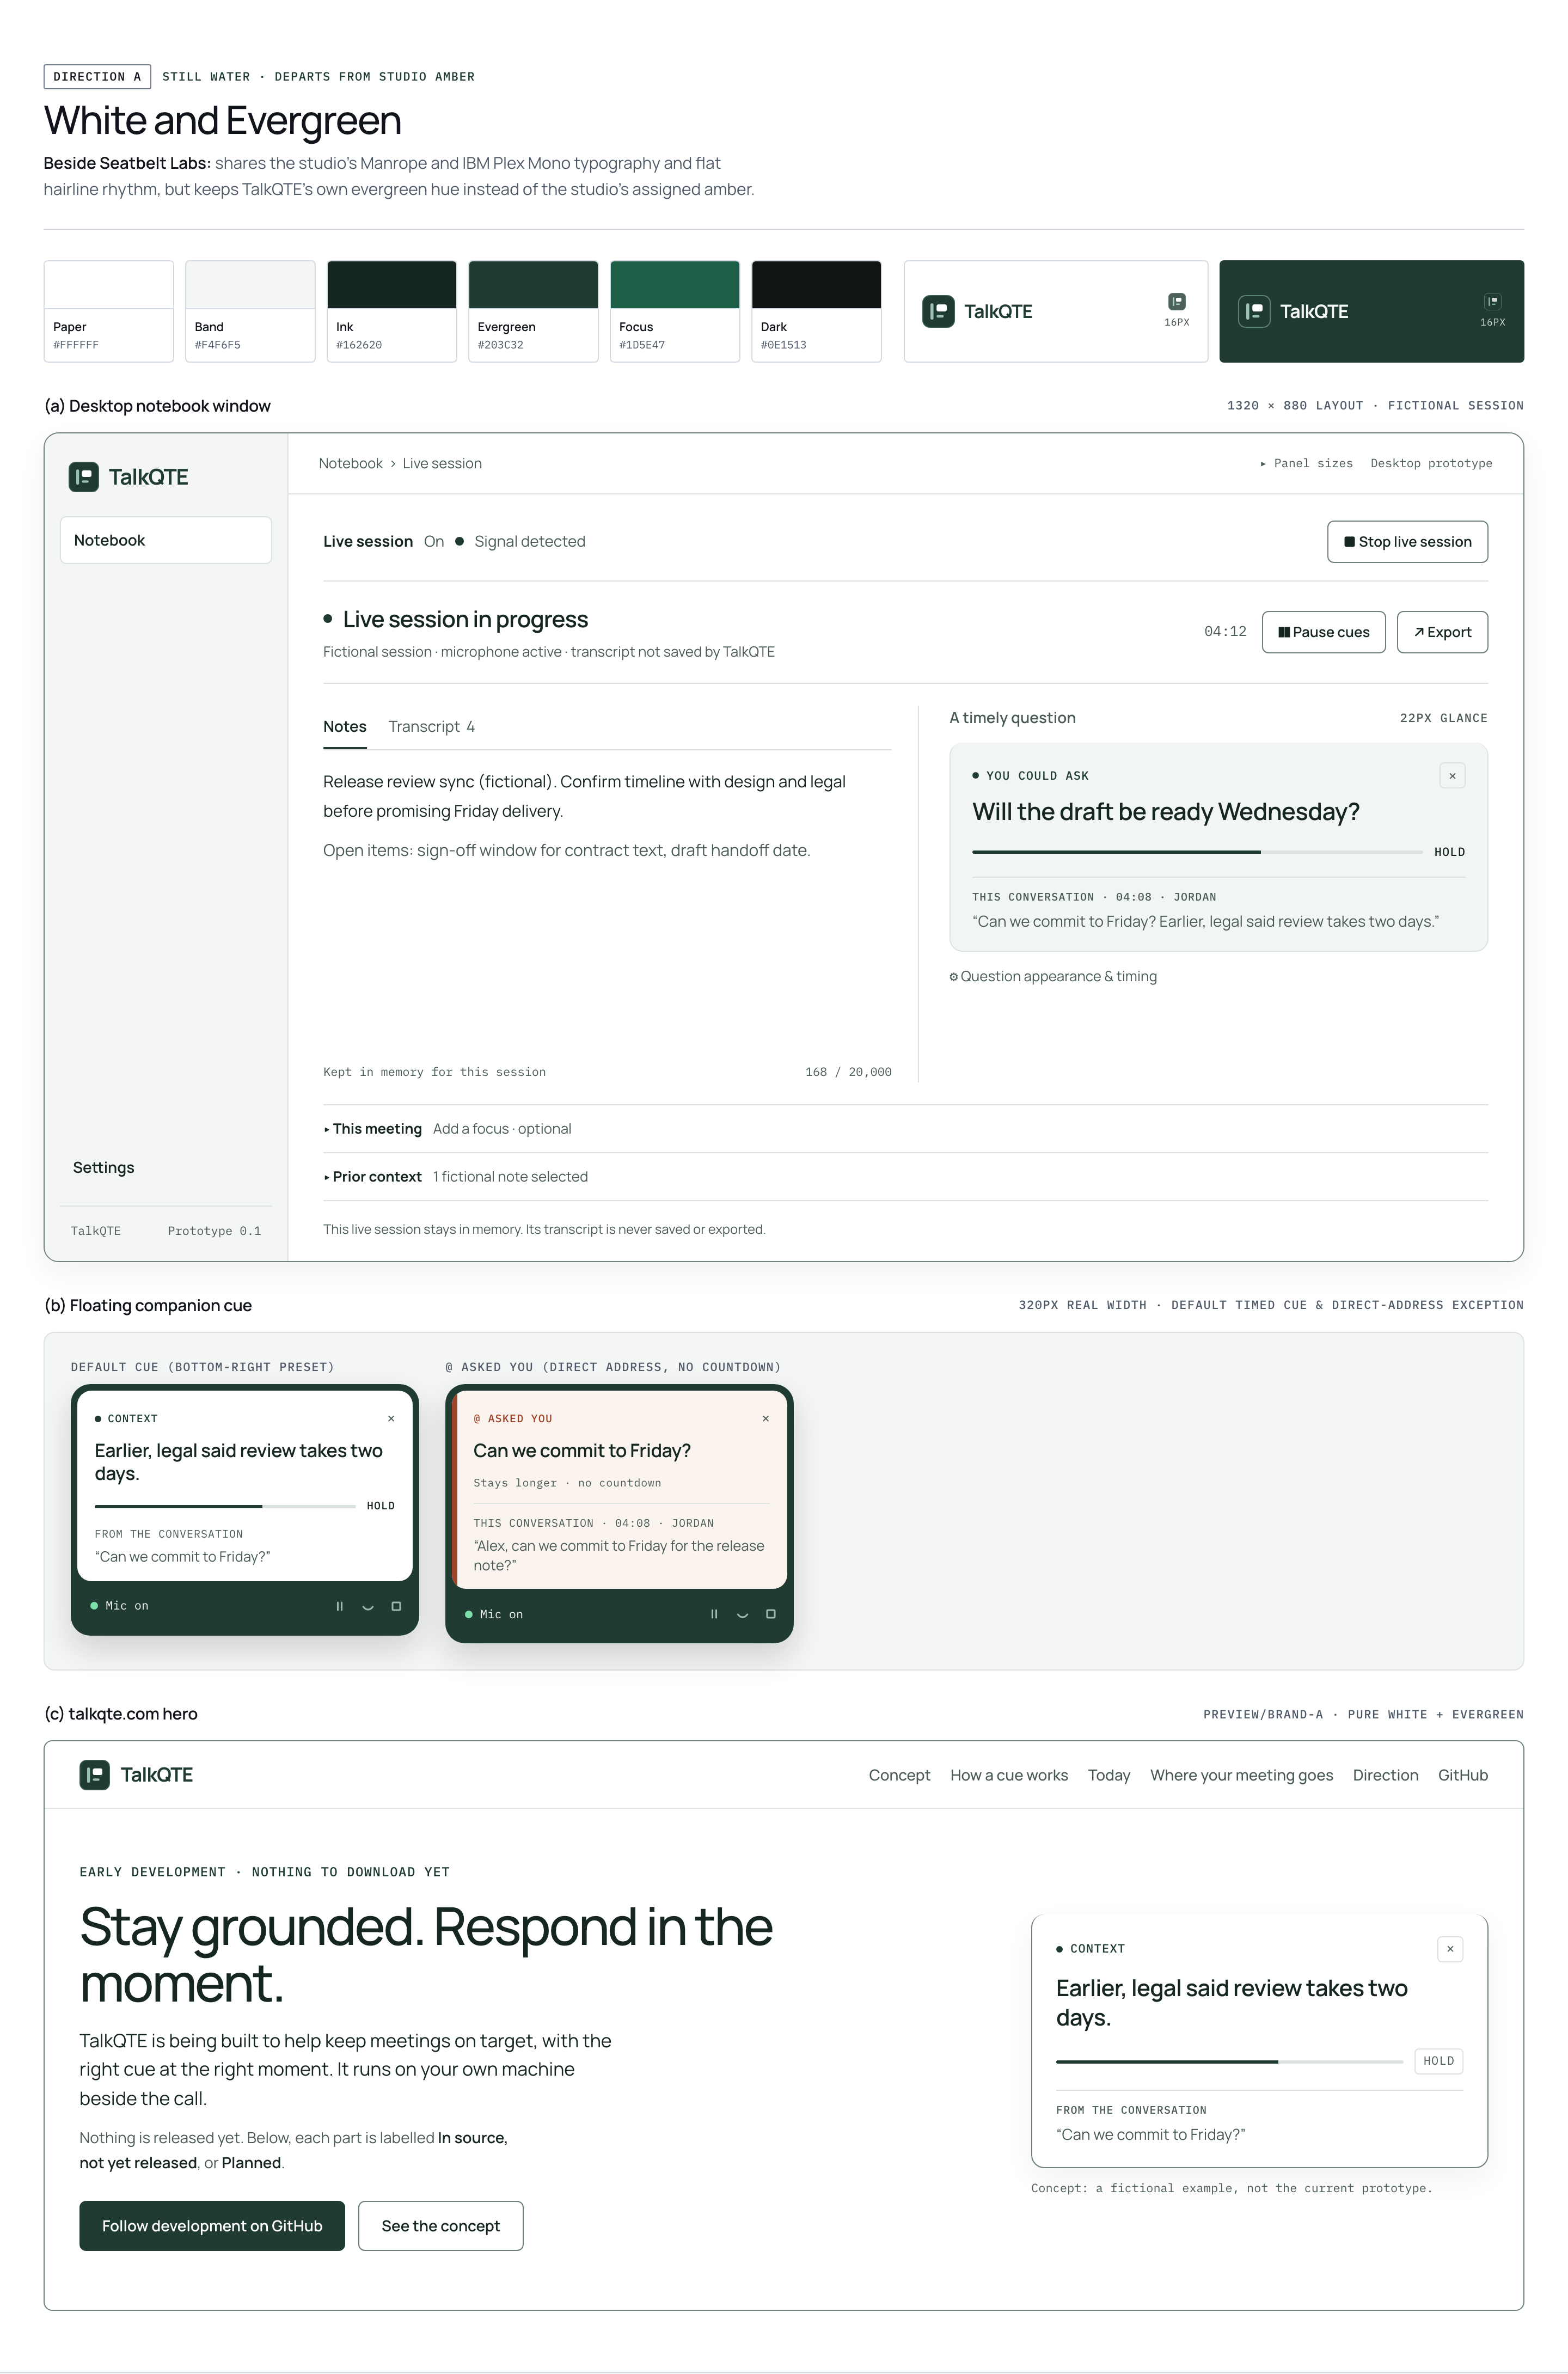 DIRECTION A STILL WATER · DEPARTS FROM STUDIO AMBER
White and Evergreen
Beside Seatbelt Labs: shares the studio's Manrope and IBM Plex Mono typography and flat
hairline rhythm, but keeps TalkQTE's own evergreen hue instead of the studio's assigned amber.
Paper
#FFFFFF
Band
#F4F6F5
Ink
#162620
Evergreen
#203C32
Focus
#1D5E47
Dark
#0E1513
TalkQTE
16PX
TalkQTE
16PX
(a) Desktop notebook window
1320 × 880 LAYOUT · FICTIONAL SESSION
TalkQTE
Notebook
Settings
TalkQTE Prototype 0.1
Notebook › Live session
▸ Panel sizes Desktop prototype
Live session On ● Signal detected
Stop live session
Live session in progress
Fictional session · microphone active · transcript not saved by TalkQTE
04:12
Pause cues
↗ Export
Notes Transcript 4
Release review sync (fictional). Confirm timeline with design and legal
before promising Friday delivery.
Open items: sign-off window for contract text, draft handoff date.
Kept in memory for this session 168 / 20,000
A timely question 22PX GLANCE
YOU COULD ASK ×
Will the draft be ready Wednesday?
HOLD
THIS CONVERSATION · 04:08 · JORDAN
“Can we commit to Friday? Earlier, legal said review takes two days.”
⚙ Question appearance & timing
▸ This meeting Add a focus · optional
▸ Prior context 1 fictional note selected
This live session stays in memory. Its transcript is never saved or exported.
(b) Floating companion cue
320PX REAL WIDTH · DEFAULT TIMED CUE & DIRECT-ADDRESS EXCEPTION
DEFAULT CUE (BOTTOM-RIGHT PRESET)
CONTEXT ×
Earlier, legal said review takes two
days.
HOLD
FROM THE CONVERSATION
“Can we commit to Friday?”
Mic on
@ ASKED YOU (DIRECT ADDRESS, NO COUNTDOWN)
@ ASKED YOU ×
Can we commit to Friday?
Stays longer · no countdown
THIS CONVERSATION · 04:08 · JORDAN
“Alex, can we commit to Friday for the release
note?”
Mic on
(c) talkqte.com hero
PREVIEW/BRAND-A · PURE WHITE + EVERGREEN
TalkQTE
Concept How a cue works Today Where your meeting goes Direction GitHub
EARLY DEVELOPMENT · NOTHING TO DOWNLOAD YET
Stay grounded. Respond in the
moment.
TalkQTE is being built to help keep meetings on target, with the
right cue at the right moment. It runs on your own machine
beside the call.
Nothing is released yet. Below, each part is labelled In source,
not yet released, or Planned.
Follow development on GitHub
See the concept
CONTEXT ×
Earlier, legal said review takes two
days.
HOLD
FROM THE CONVERSATION
“Can we commit to Friday?”
Concept: a fictional example, not the current prototype.